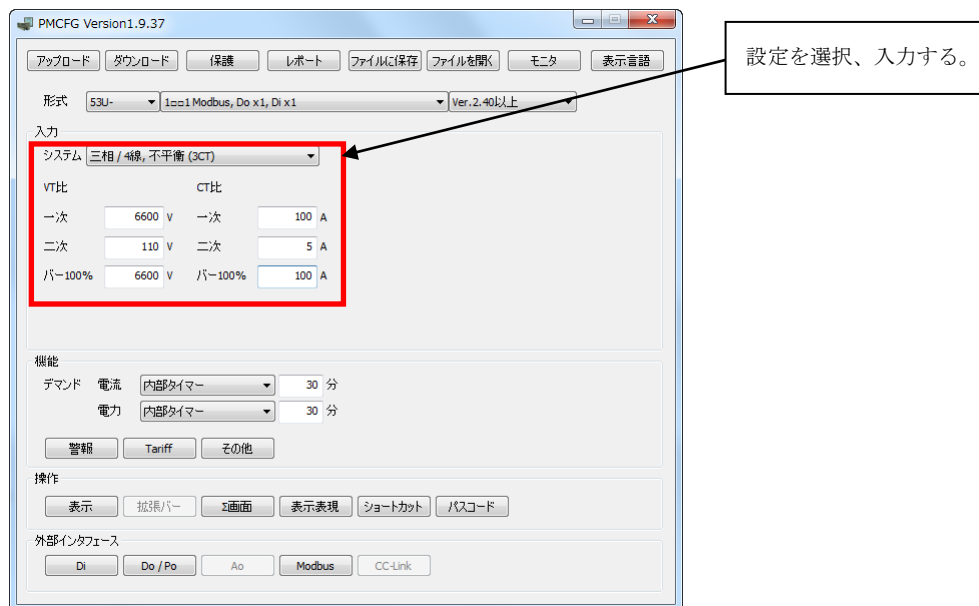 PMCFG Version1.9.37
アップロード ダウンロード 保護 レポート ファイルに保存 ファイルを開く モニタ 表示言語
設定を選択、入力する。
形式 53U- 1□□1 Modbus, Do x1, Di x1 Ver.2.40以上
入力
システム 三相 / 4線, 不平衡 (3CT)
VT比 CT比
一次 6600 V 一次 100 A
二次 110 V 二次 5 A
バー100% 6600 V バー100% 100 A
機能
デマンド 電流 内部タイマー 30 分
電力 内部タイマー 30 分
警報 Tariff その他
操作
表示 拡張バー Σ画面 表示表現 ショートカット パスコード
外部インタフェース
Di Do / Po Ao Modbus CC-Link